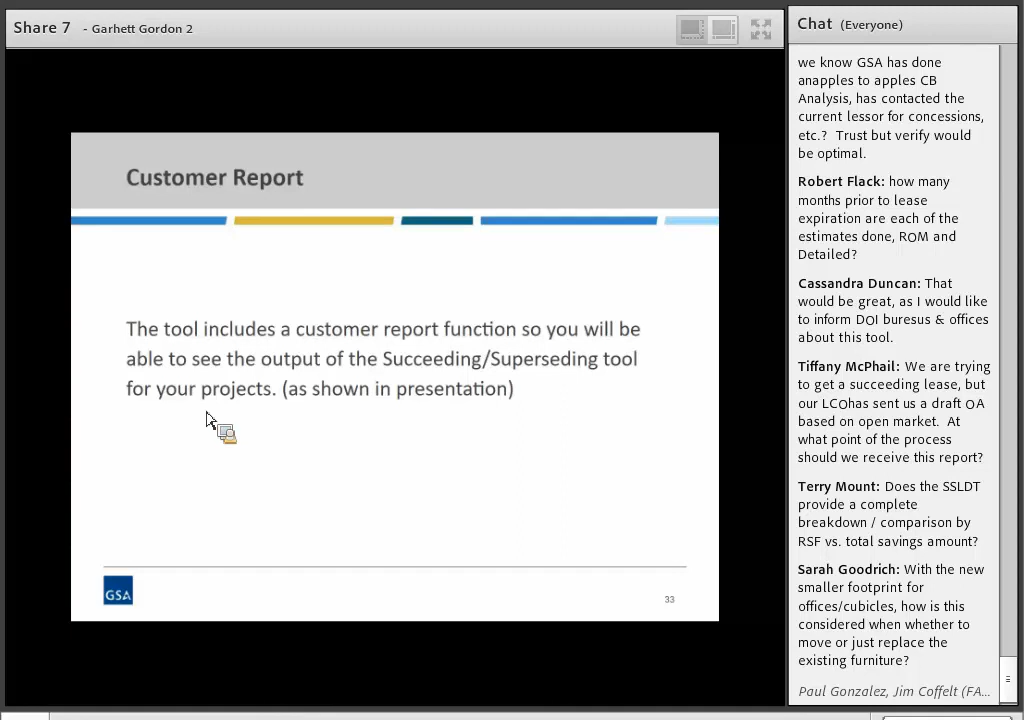 Share 7 - Garhett Gordon 2
Customer Report
The tool includes a customer report function so you will be
able to see the output of the Succeeding/Superseding tool
for your projects. (as shown in presentation)
GSA
33
Chat (Everyone)
we know GSA has done
anapples to apples CB
Analysis, has contacted the
current lessor for concessions,
etc.? Trust but verify would
be optimal.
Robert Flack: how many
months prior to lease
expiration are each of the
estimates done, ROM and
Detailed?
Cassandra Duncan: That
would be great, as I would like
to inform DOI buresus & offices
about this tool.
Tiffany McPhail: We are trying
to get a succeeding lease, but
our LCOhas sent us a draft OA
based on open market. At
what point of the process
should we receive this report?
Terry Mount: Does the SSLDT
provide a complete
breakdown / comparison by
RSF vs. total savings amount?
Sarah Goodrich: With the new
smaller footprint for
offices/cubicles, how is this
considered when whether to
move or just replace the
existing furniture?
Paul Gonzalez, Jim Coffelt (FA...